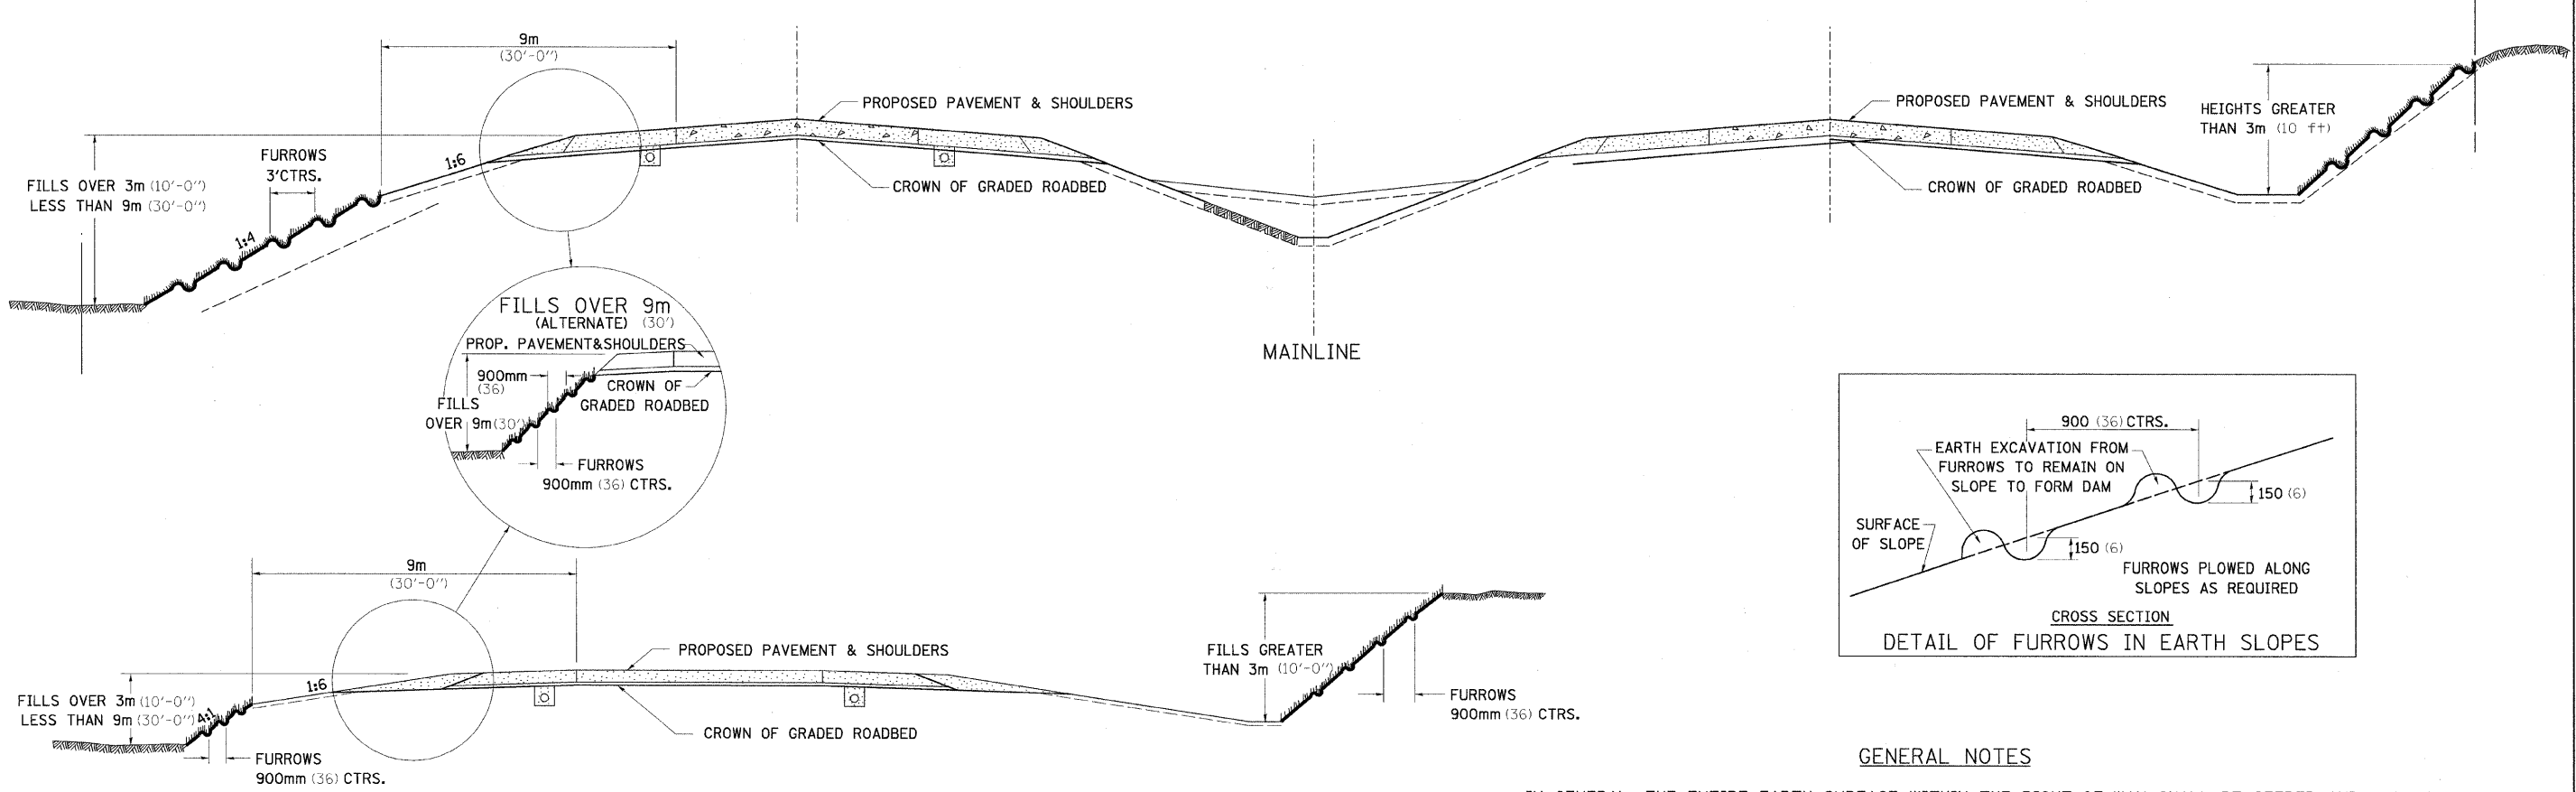 9m
(30'-0")
PROPOSED PAVEMENT & SHOULDERS
CROWN OF GRADED ROADBED
FURROWS
3'CTRS.
1:6
1:4
FILLS OVER 3m (10'-0")
LESS THAN 9m (30'-0")
PROPOSED PAVEMENT & SHOULDERS
CROWN OF GRADED ROADBED
HEIGHTS GREATER
THAN 3m (10 ft)
MAINLINE
FILLS OVER 9m
(ALTERNATE) (30')
PROP. PAVEMENT&SHOULDERS
900mm
(36)
CROWN OF
GRADED ROADBED
FILLS
OVER 9m(30')
FURROWS
900mm (36) CTRS.
900 (36) CTRS.
EARTH EXCAVATION FROM
FURROWS TO REMAIN ON
SLOPE TO FORM DAM
150 (6)
SURFACE
OF SLOPE
150 (6)
FURROWS PLOWED ALONG
SLOPES AS REQUIRED
CROSS SECTION
DETAIL OF FURROWS IN EARTH SLOPES
9m
(30'-0")
PROPOSED PAVEMENT & SHOULDERS
CROWN OF GRADED ROADBED
1:6
4:1
FILLS OVER 3m (10'-0")
LESS THAN 9m (30'-0")
FURROWS
900mm (36) CTRS.
FILLS GREATER
THAN 3m (10'-0")
FURROWS
900mm (36) CTRS.
GENERAL NOTES